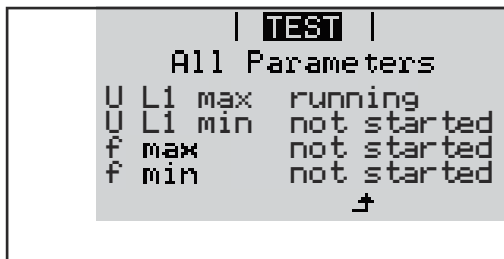 TEST
All Parameters
U L1 max running
U L1 min not started
f max not started
f min not started